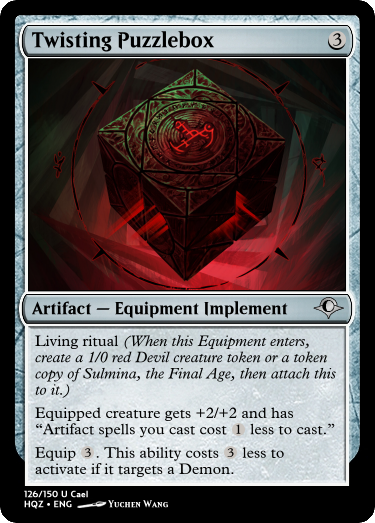 Twisting Puzzlebox 3
Artifact — Equipment Implement
Living ritual (When this Equipment enters,
create a 1/0 red Devil creature token or a token
copy of Sulmina, the Final Age, then attach this
to it.)
Equipped creature gets +2/+2 and has
“Artifact spells you cast cost 1 less to cast.”
Equip 3. This ability costs 3 less to
activate if it targets a Demon.
126/150 U Cael
HQZ • ENG Yuchen Wang